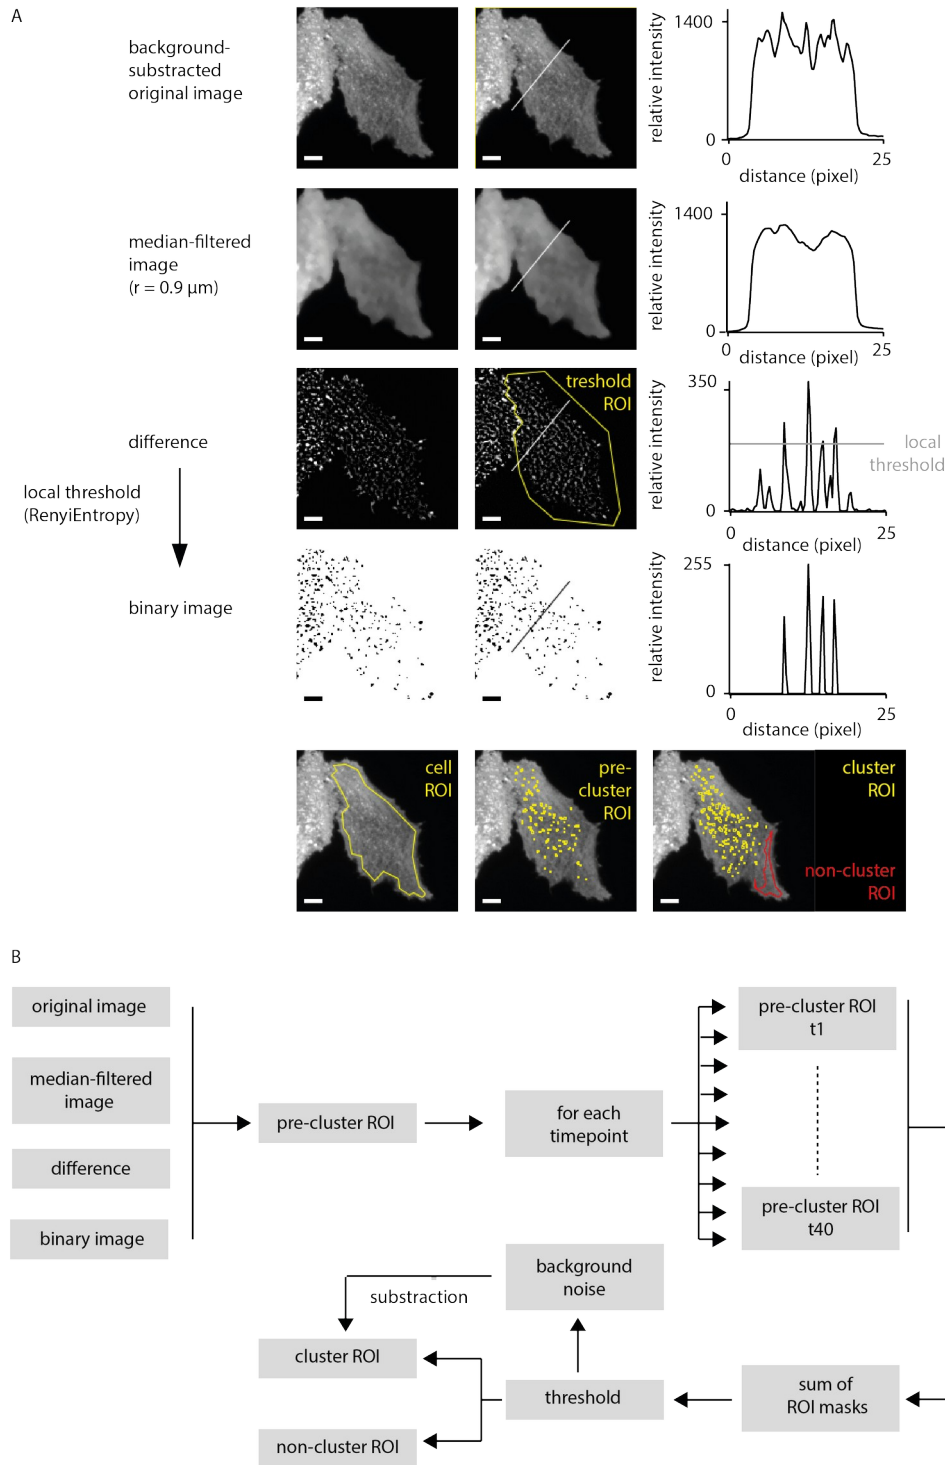 A
background-
substracted
original image
1400
relative intensity
0
0
25
distance (pixel)
median-filtered
image
(r = 0.9 µm)
1400
relative intensity
0
0
25
distance (pixel)
difference
treshold
ROI
350
relative intensity
local
threshold
0
0
25
distance (pixel)
local threshold
(RenyiEntropy)
binary image
255
relative intensity
0
0
25
distance (pixel)
cell
ROI
pre-
cluster
ROI
cluster
ROI
non-cluster
ROI
B
original image
median-filtered
image
difference
binary image
pre-cluster ROI
for each
timepoint
pre-cluster ROI
t1
pre-cluster ROI
t40
background
noise
substraction
cluster ROI
non-cluster ROI
threshold
sum of
ROI masks